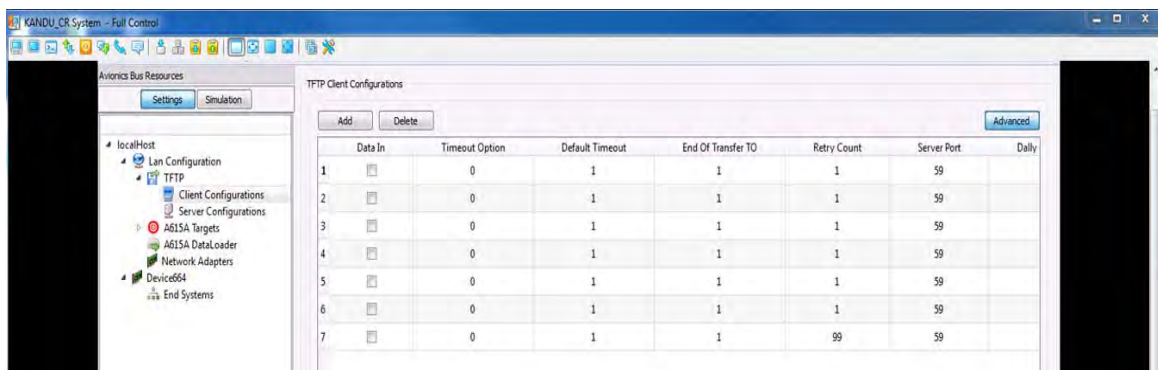 KANDU_CR System - Full Control
Avionics Bus Resources
Settings Simulation
localHost
Lan Configuration
TFTP
Client Configurations
Server Configurations
A615A Targets
A615A DataLoader
Network Adapters
Device664
End Systems
TFTP Client Configurations
Add Delete Advanced
Data In Timeout Option Default Timeout End Of Transfer TO Retry Count Server Port Dally
1 0 1 1 1 59
2 0 1 1 1 59
3 0 1 1 1 59
4 0 1 1 1 59
5 0 1 1 1 59
6 0 1 1 1 59
7 0 1 1 99 59